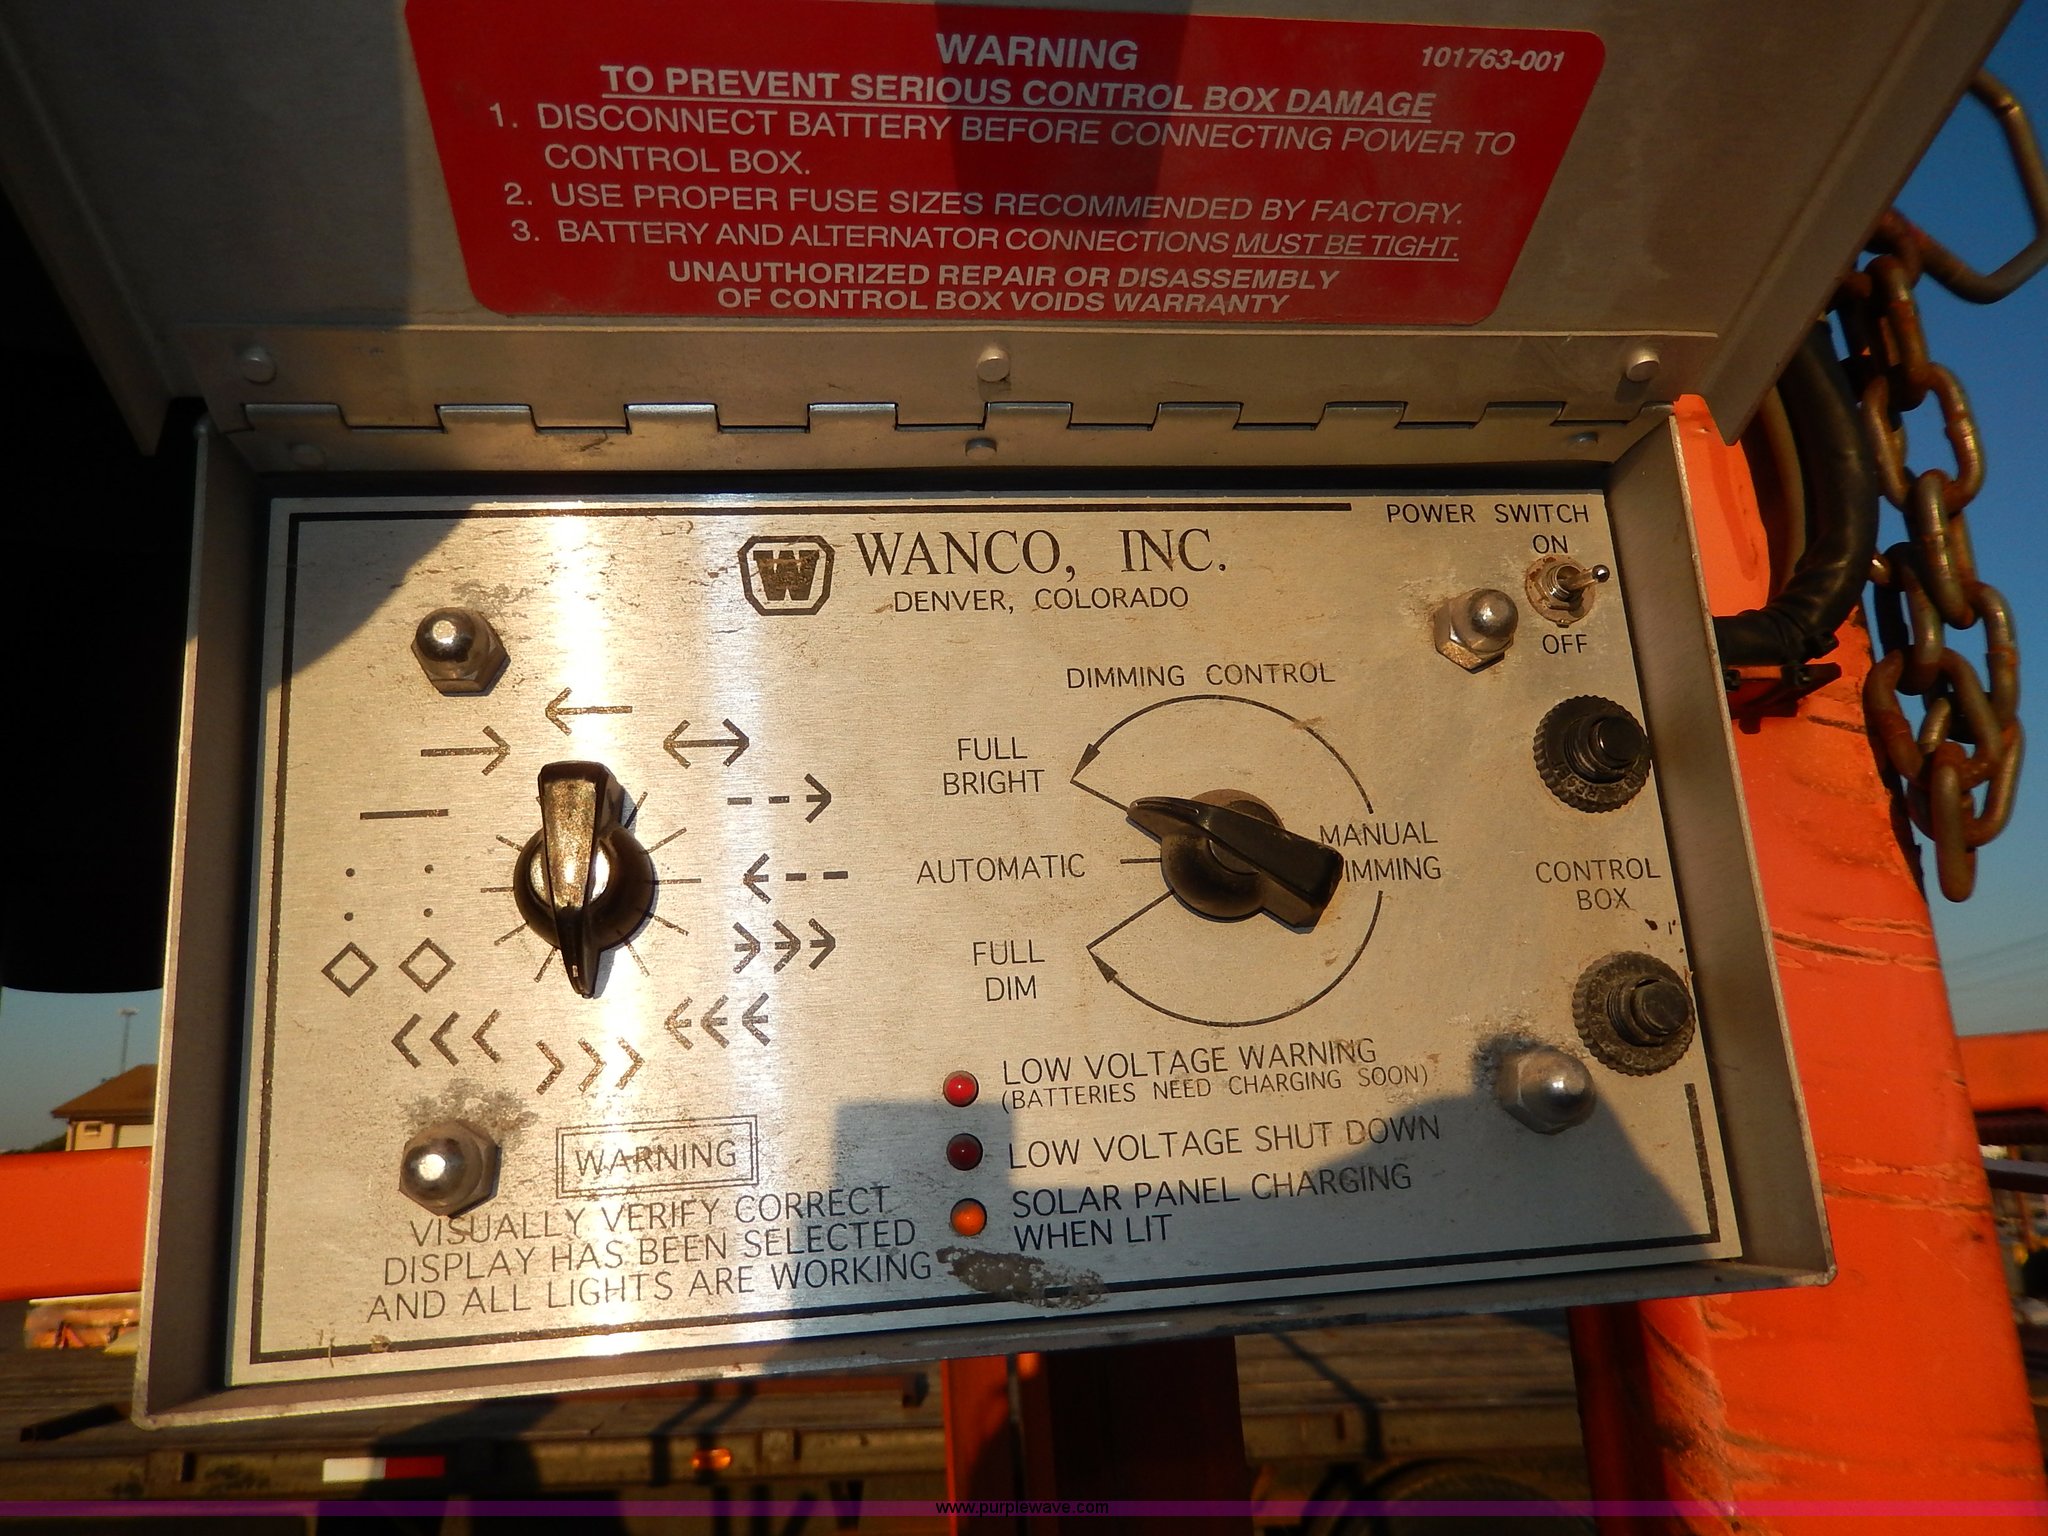 WARNING
101763-001
TO PREVENT SERIOUS CONTROL BOX DAMAGE
1. DISCONNECT BATTERY BEFORE CONNECTING POWER TO
CONTROL BOX.
2. USE PROPER FUSE SIZES RECOMMENDED BY FACTORY.
3. BATTERY AND ALTERNATOR CONNECTIONS MUST BE TIGHT.
UNAUTHORIZED REPAIR OR DISASSEMBLY
OF CONTROL BOX VOIDS WARRANTY
W WANCO, INC.
DENVER, COLORADO
POWER SWITCH
ON
OFF
DIMMING CONTROL
FULL
BRIGHT
AUTOMATIC
FULL
DIM
MANUAL
IMMING
CONTROL
BOX
LOW VOLTAGE WARNING
(BATTERIES NEED CHARGING SOON)
LOW VOLTAGE SHUT DOWN
SOLAR PANEL CHARGING
WHEN LIT
WARNING
VISUALLY VERIFY CORRECT
DISPLAY HAS BEEN SELECTED
AND ALL LIGHTS ARE WORKING
www.purplewave.com